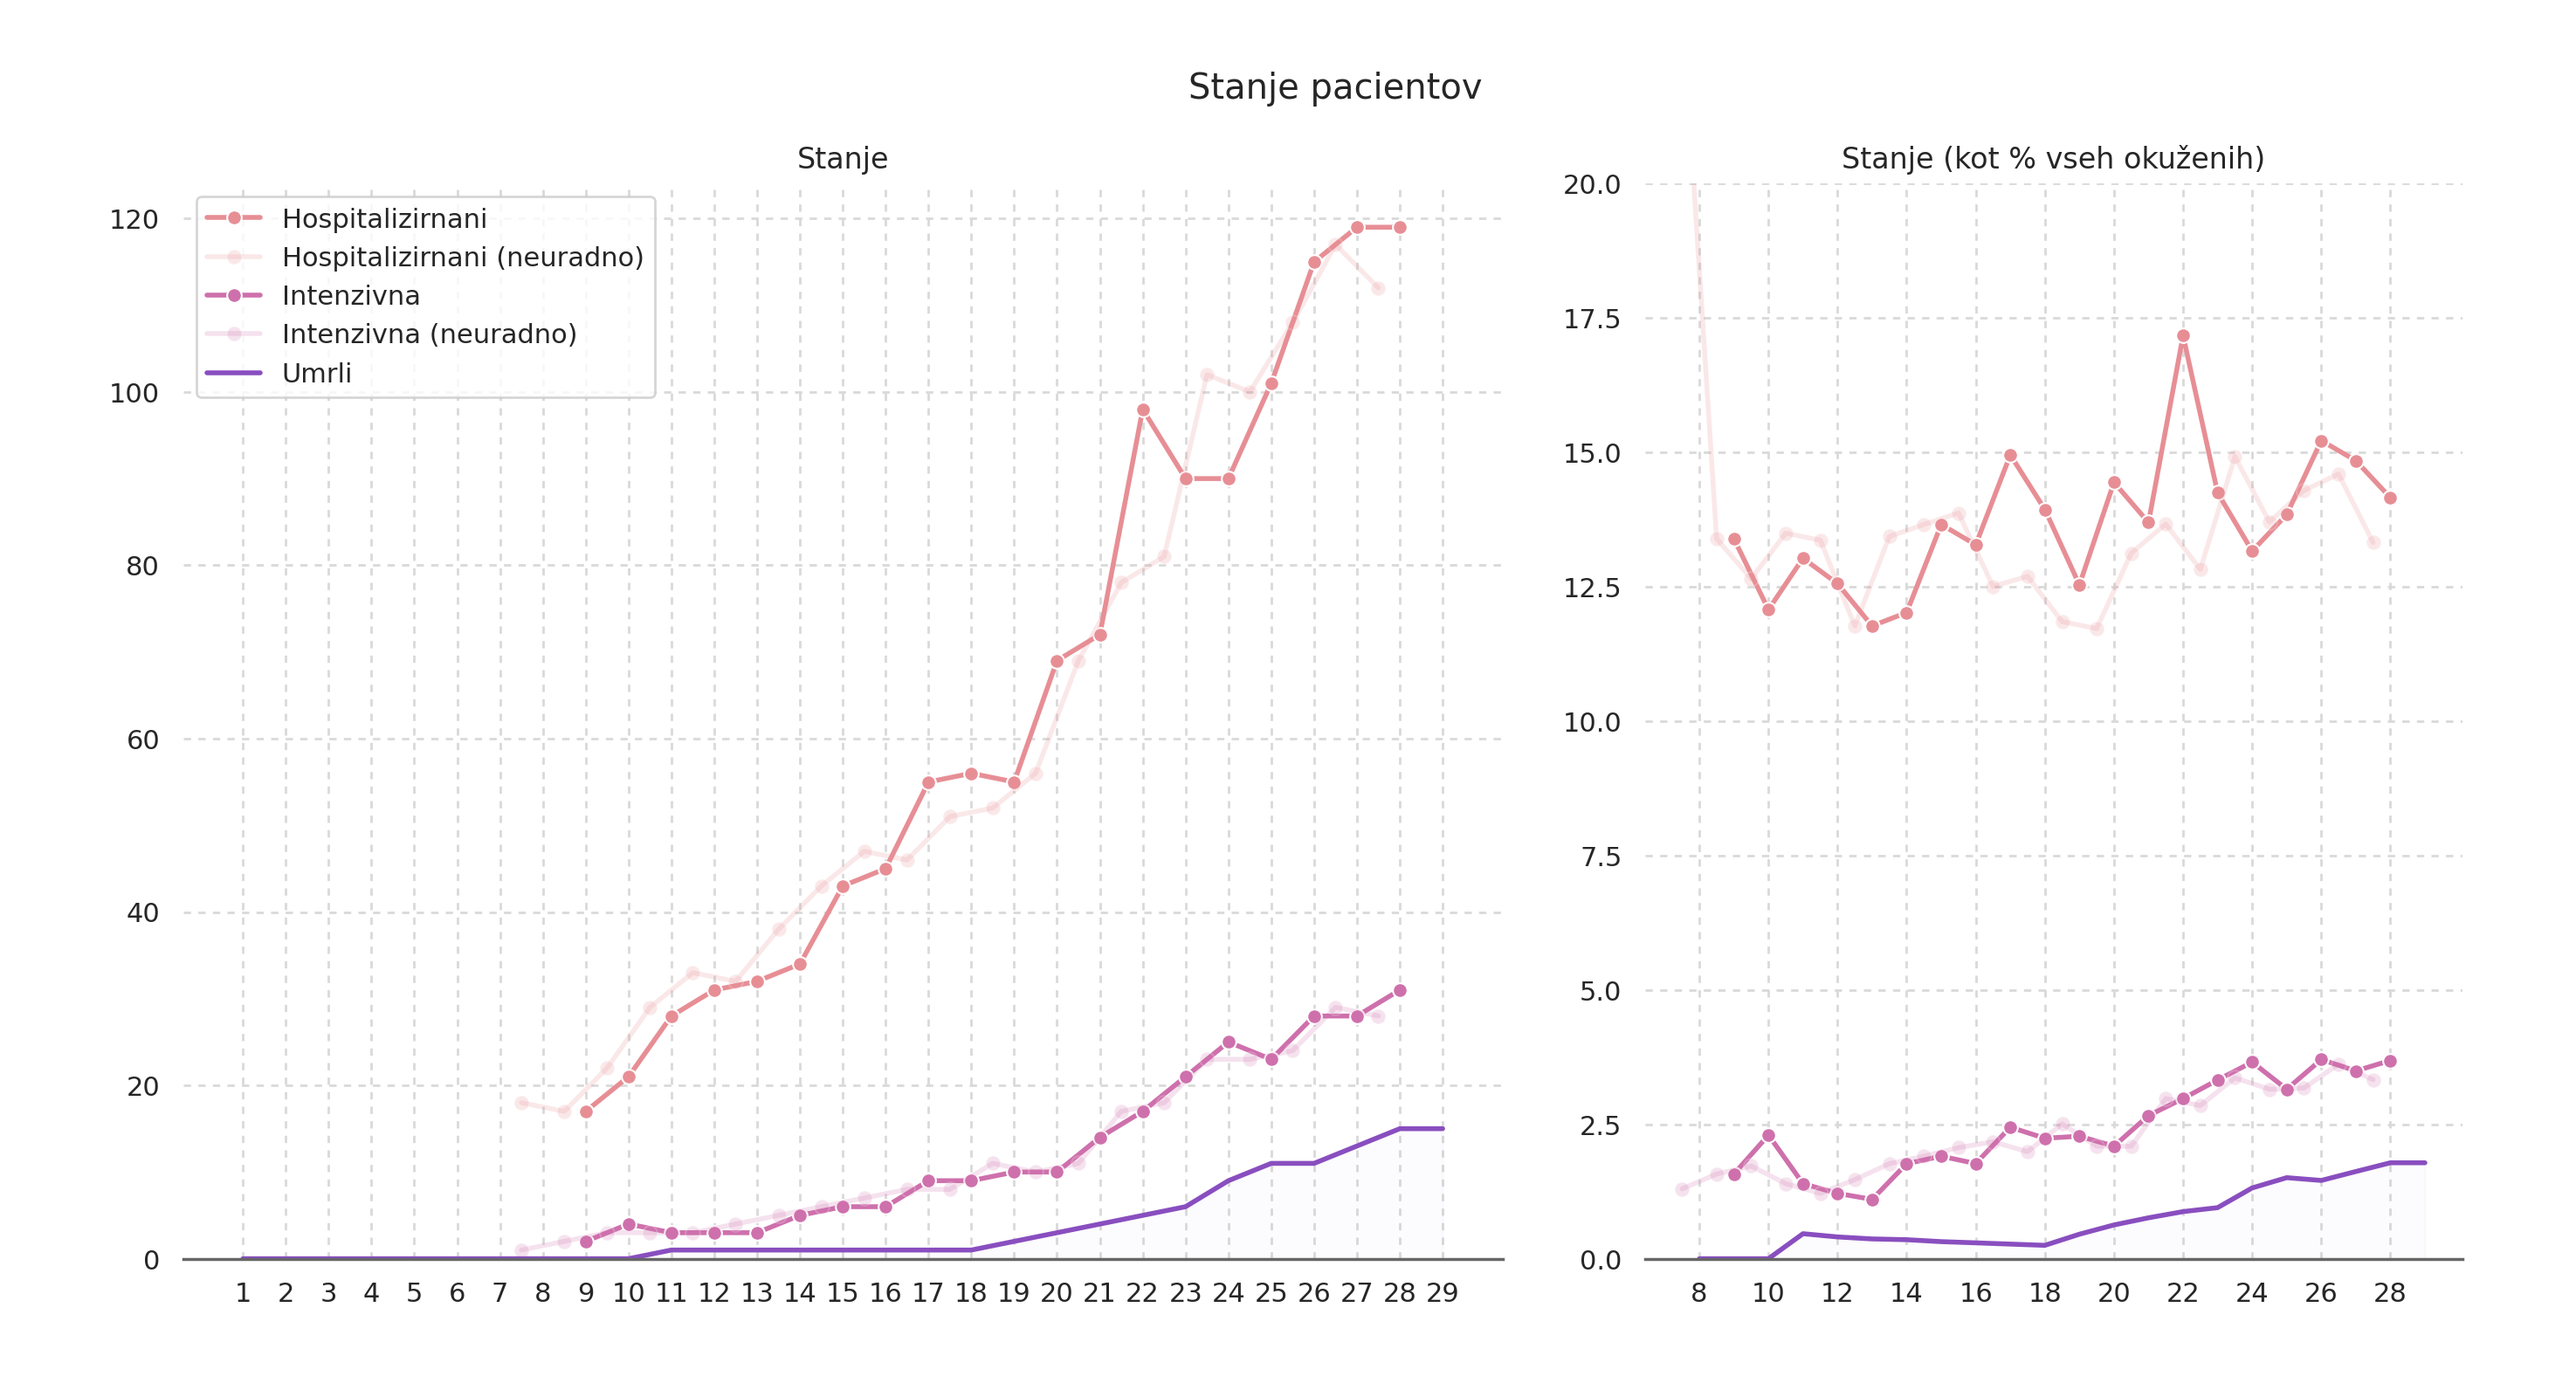 Stanje pacientov
Stanje
120
100
80
60
40
20
0
Hospitalizirnani
Hospitalizirnani (neuradno)
Intenzivna
Intenzivna (neuradno)
Umrli
1 2 3 4 5 6 7 8 9 10 11 12 13 14 15 16 17 18 19 20 21 22 23 24 25 26 27 28 29
Stanje (kot % vseh okuženih)
20.0
17.5
15.0
12.5
10.0
7.5
5.0
2.5
0.0
8 10 12 14 16 18 20 22 24 26 28